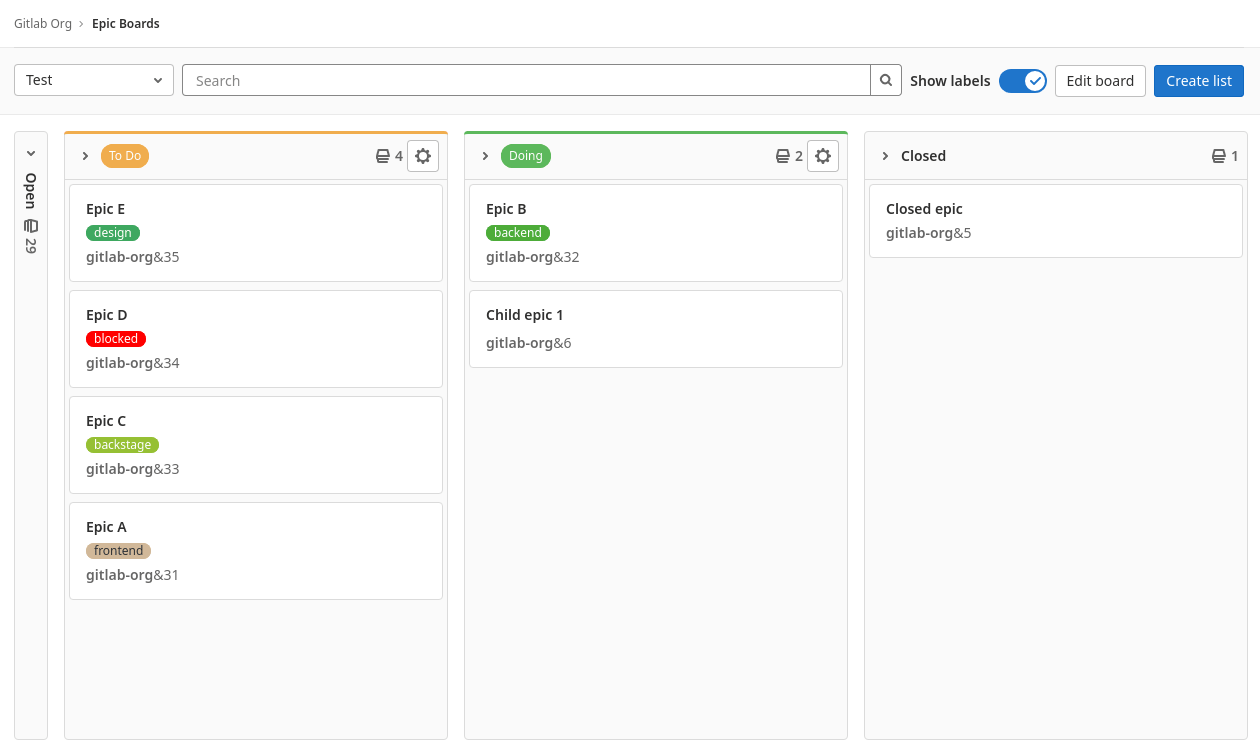 Gitlab Org › Epic Boards
Test
Search
Show labels
Edit board
Create list
Open 29
To Do 4
Epic E
design
gitlab-org&35
Epic D
blocked
gitlab-org&34
Epic C
backstage
gitlab-org&33
Epic A
frontend
gitlab-org&31
Doing 2
Epic B
backend
gitlab-org&32
Child epic 1
gitlab-org&6
Closed 1
Closed epic
gitlab-org&5